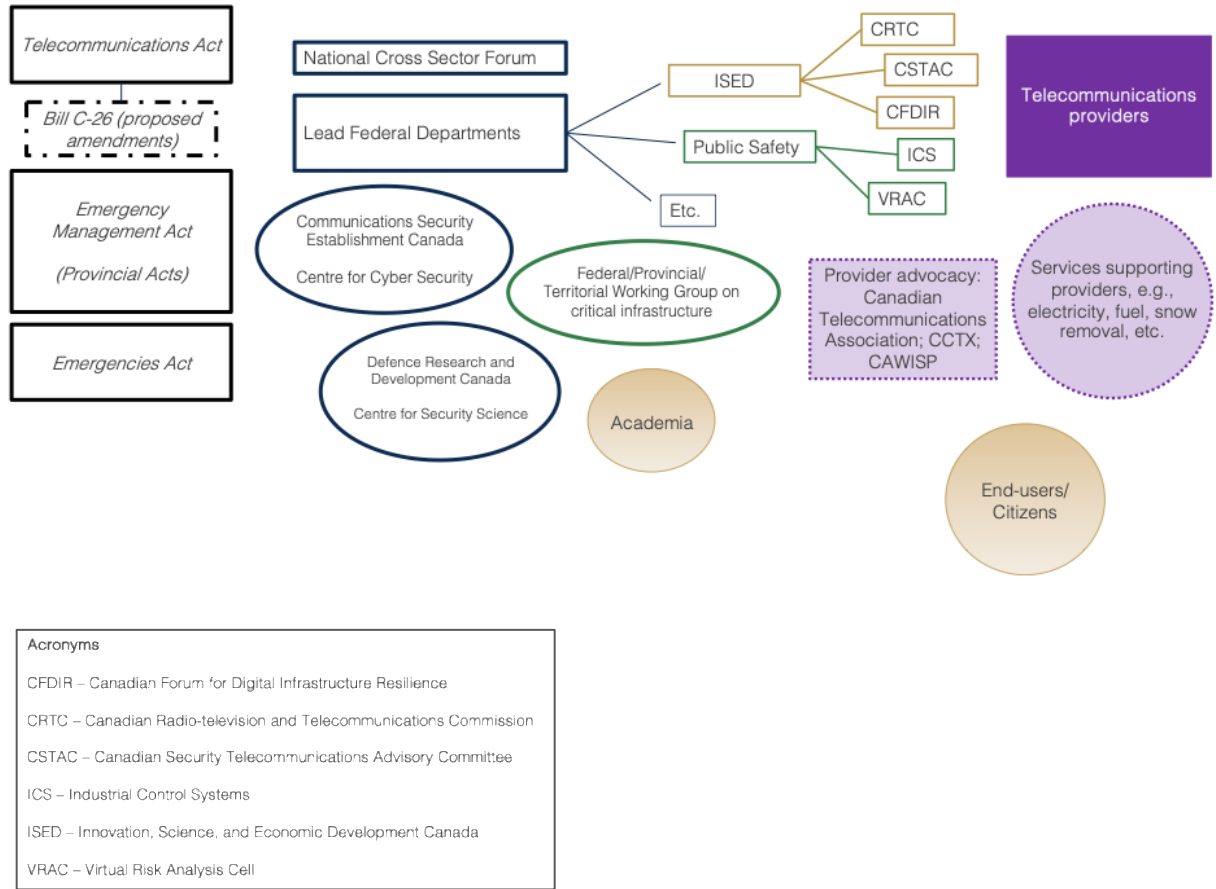 Telecommunications Act
Bill C-26 (proposed
amendments)
Emergency
Management Act
(Provincial Acts)
Emergencies Act
National Cross Sector Forum
Lead Federal Departments
ISED
CRTC
CSTAC
CFDIR
Public Safety
ICS
VRAC
Etc.
Communications Security
Establishment Canada
Centre for Cyber Security
Federal/Provincial/
Territorial Working Group on
critical infrastructure
Defence Research and
Development Canada
Centre for Security Science
Academia
Telecommunications
providers
Provider advocacy:
Canadian
Telecommunications
Association; CCTX;
CAWISP
Services supporting
providers, e.g.,
electricity, fuel, snow
removal, etc.
End-users/
Citizens
Acronyms
CFDIR – Canadian Forum for Digital Infrastructure Resilience
CRTC – Canadian Radio-television and Telecommunications Commission
CSTAC – Canadian Security Telecommunications Advisory Committee
ICS – Industrial Control Systems
ISED – Innovation, Science, and Economic Development Canada
VRAC – Virtual Risk Analysis Cell